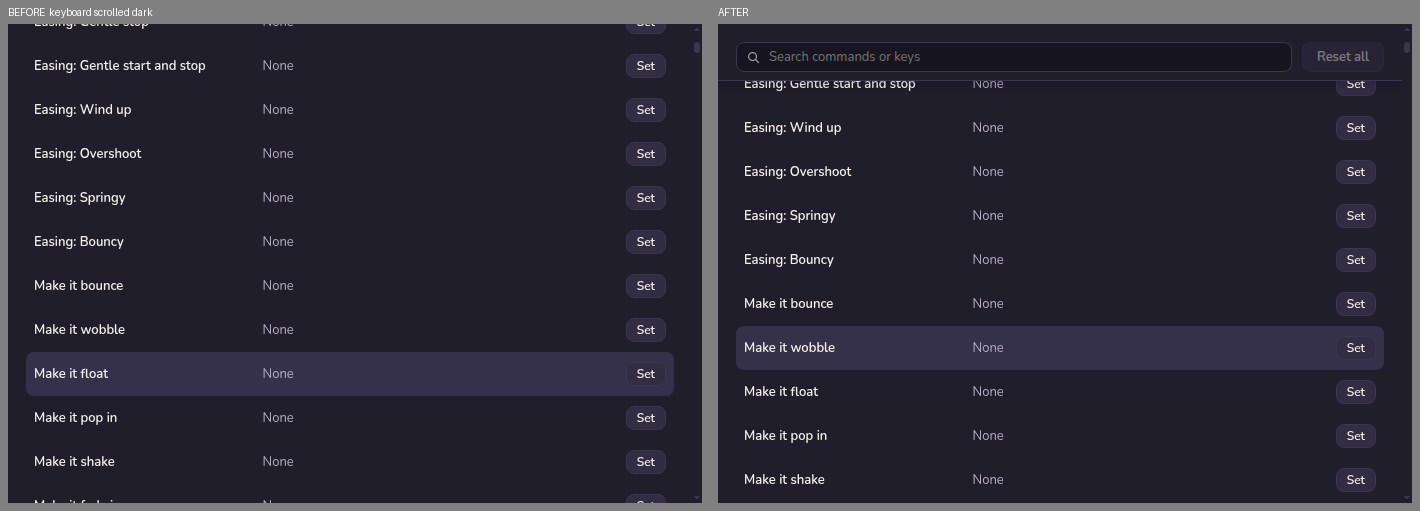 BEFORE keyboard scrolled dark
Easing: Gentle stop Set
Easing: Gentle start and stop None Set
Easing: Wind up None Set
Easing: Overshoot None Set
Easing: Springy None Set
Easing: Bouncy None Set
Make it bounce None Set
Make it wobble None Set
Make it float None Set
Make it pop in None Set
Make it shake None Set
AFTER
Search commands or keys Reset all
Easing: Gentle start and stop None Set
Easing: Wind up None Set
Easing: Overshoot None Set
Easing: Springy None Set
Easing: Bouncy None Set
Make it bounce None Set
Make it wobble None Set
Make it float None Set
Make it pop in None Set
Make it shake None Set